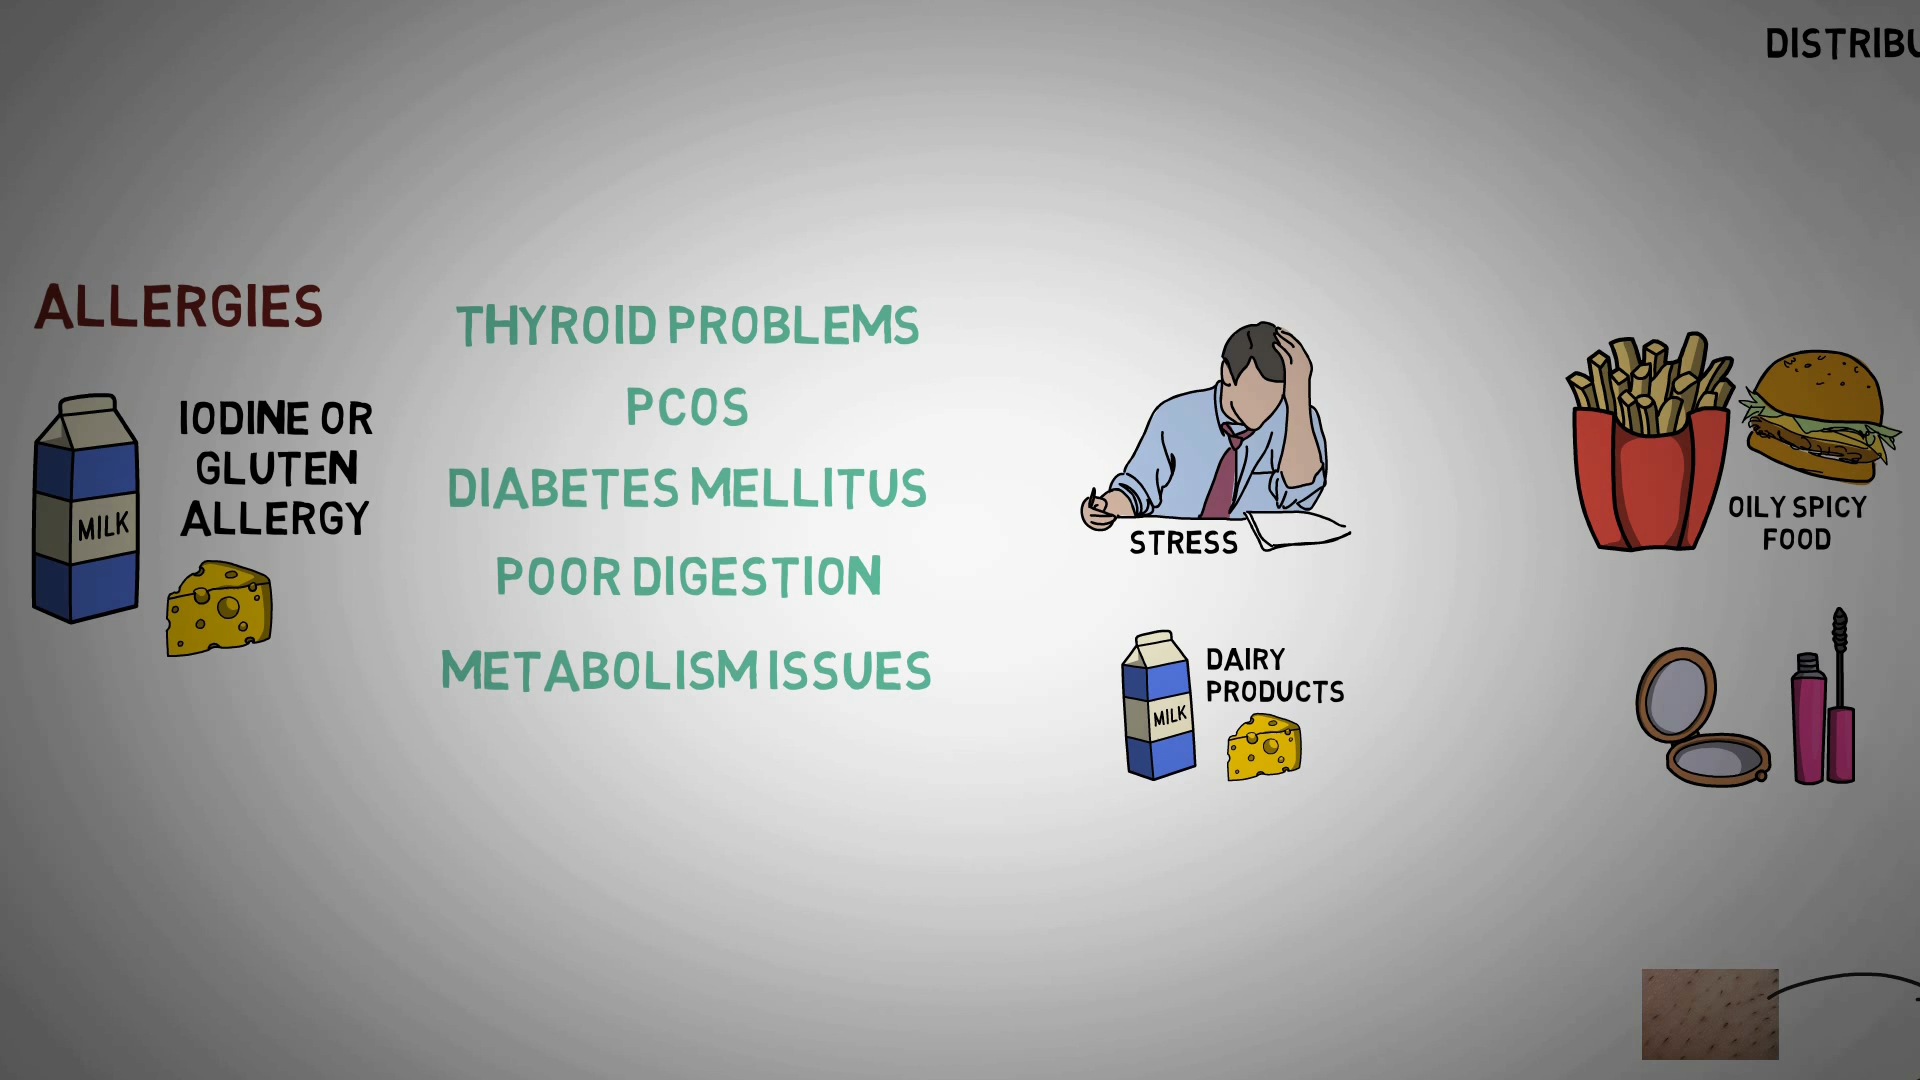 DISTRIBU
ALLERGIES
IODINE OR
GLUTEN
ALLERGY
MILK
THYROID PROBLEMS
PCOS
DIABETES MELLITUS
POOR DIGESTION
METABOLISM ISSUES
STRESS
DAIRY
PRODUCTS
MILK
OILY SPICY
FOOD